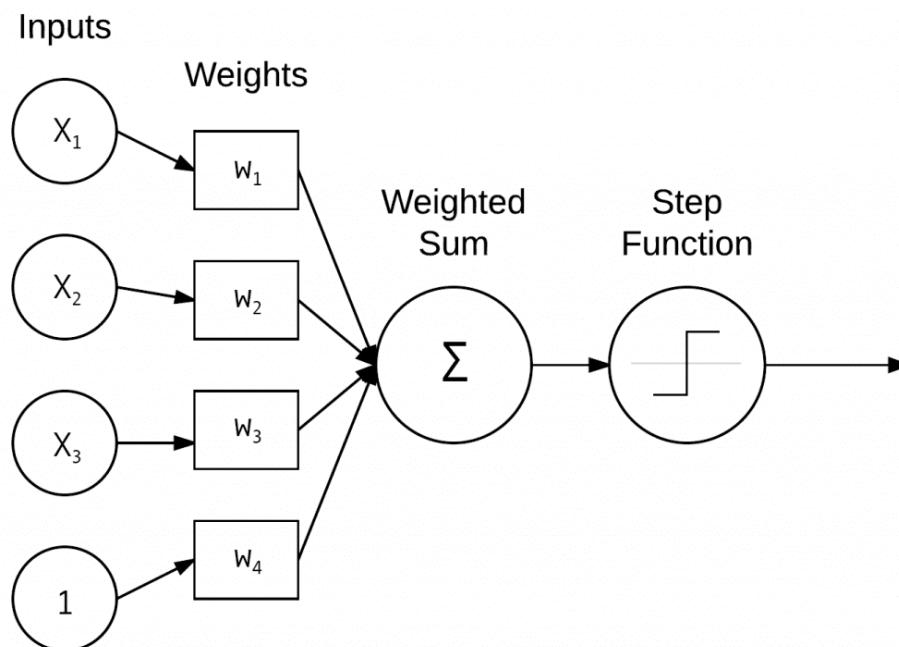 Inputs
Weights
X₁
w₁
Weighted
Sum
Step
Function
X₂
w₂
Σ
X₃
w₃
1
w₄